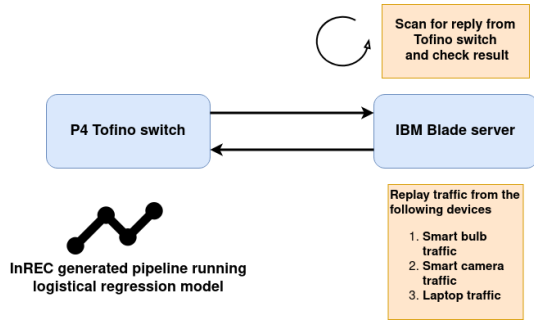 Scan for reply from
Tofino switch
and check result
P4 Tofino switch
IBM Blade server
Replay traffic from the
following devices
1. Smart bulb
traffic
2. Smart camera
traffic
3. Laptop traffic
InREC generated pipeline running
logistical regression model